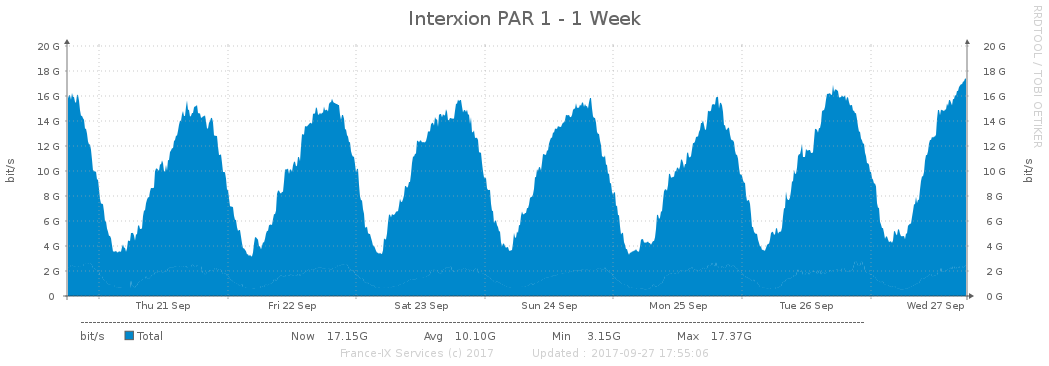 Interxion PAR 1 - 1 Week
RRDTOOL / TOBI OETIKER
bit/s
20 G 20 G
18 G 18 G
16 G 16 G
14 G 14 G
12 G 12 G
10 G 10 G
8 G 8 G
6 G 6 G
4 G 4 G
2 G 2 G
0 0 G
bit/s
Thu 21 Sep Fri 22 Sep Sat 23 Sep Sun 24 Sep Mon 25 Sep Tue 26 Sep Wed 27 Sep
bit/s Total Now 17.15G Avg 10.10G Min 3.15G Max 17.37G
France-IX Services (c) 2017 Updated : 2017-09-27 17:55:06